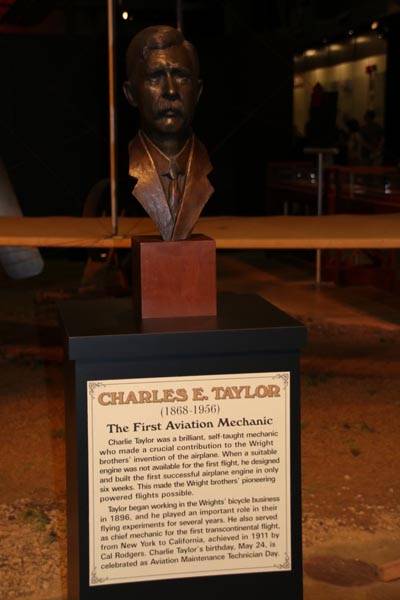 CHARLES E. TAYLOR
(1868-1956)
The First Aviation Mechanic
Charlie Taylor was a brilliant, self-taught mechanic
who made a crucial contribution to the Wright
brothers' invention of the airplane. When a suitable
engine was not available for the first flight, he designed
and built the first successful airplane engine in only
six weeks. This made the Wright brothers' pioneering
powered flights possible.
Taylor began working in the Wrights' bicycle business
in 1896, and he played an important role in their
flying experiments for several years. He also served
as chief mechanic for the first transcontinental flight,
from New York to California, achieved in 1911 by
Cal Rodgers. Charlie Taylor's birthday, May 24, is
celebrated as Aviation Maintenance Technician Day.